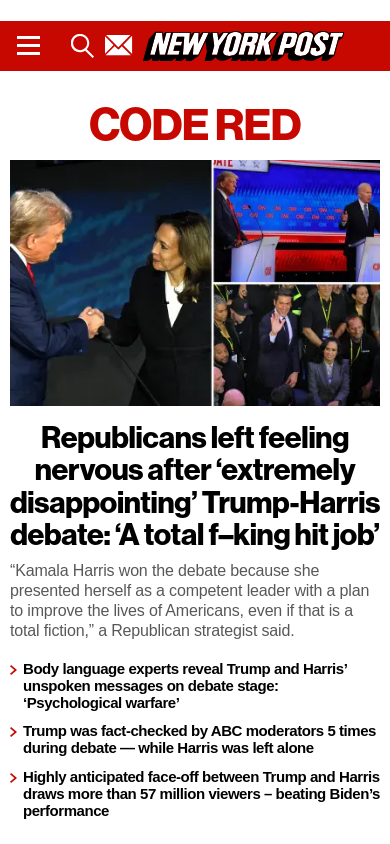 NEW YORK POST
CODE RED
Republicans left feeling
nervous after ‘extremely
disappointing’ Trump-Harris
debate: ‘A total f–king hit job’
“Kamala Harris won the debate because she
presented herself as a competent leader with a plan
to improve the lives of Americans, even if that is a
total fiction,” a Republican strategist said.
Body language experts reveal Trump and Harris’
unspoken messages on debate stage:
‘Psychological warfare’
Trump was fact-checked by ABC moderators 5 times
during debate — while Harris was left alone
Highly anticipated face-off between Trump and Harris
draws more than 57 million viewers – beating Biden’s
performance